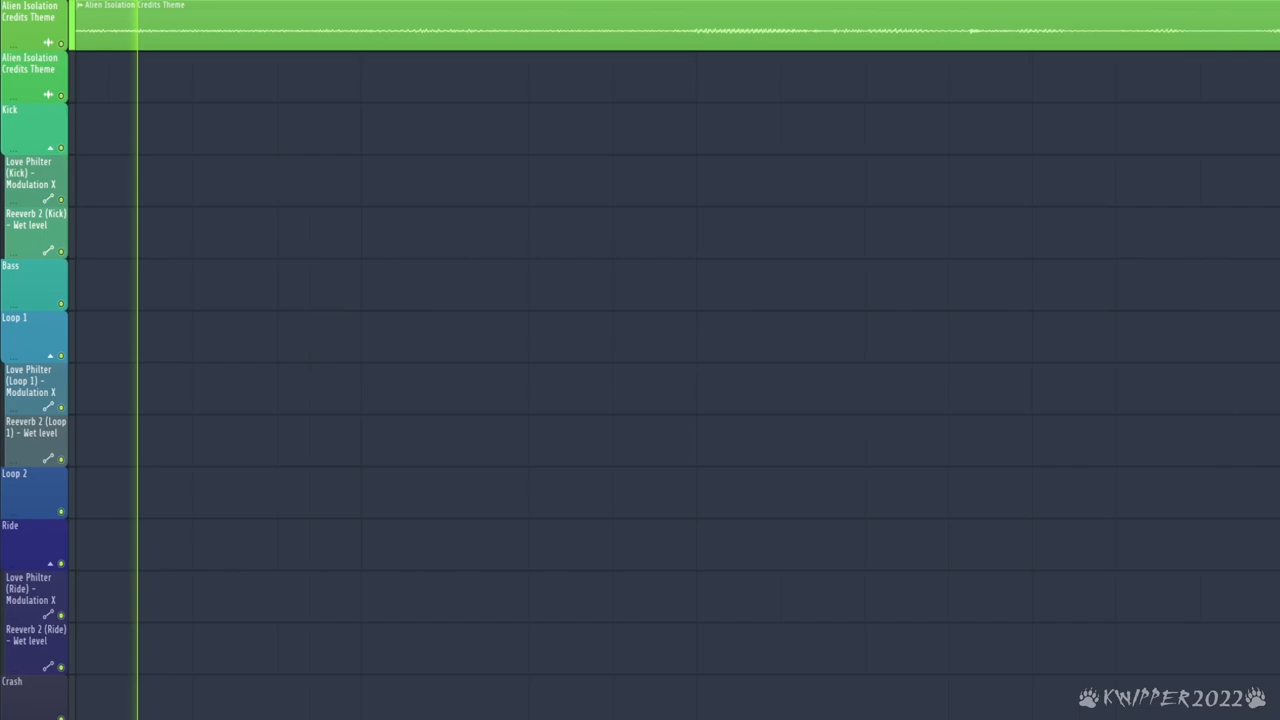 Alien Isolation
Credits Theme
Alien Isolation Credits Theme
Alien Isolation
Credits Theme
Kick
Love Philter
(Kick) -
Modulation X
Reeverb 2 (Kick)
- Wet level
Bass
Loop 1
Love Philter
(Loop 1) -
Modulation X
Reeverb 2 (Loop
1) - Wet level
Loop 2
Ride
Love Philter
(Ride) -
Modulation X
Reeverb 2 (Ride)
- Wet level
Crash
KWIPPER2022